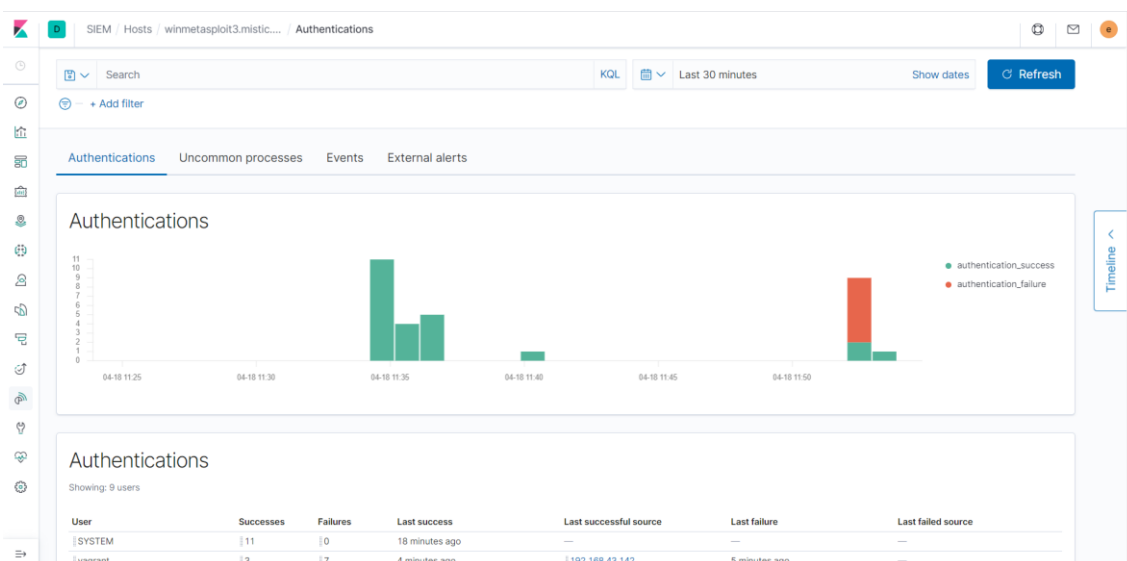 D SIEM / Hosts / winmetasploit3.mistic.... / Authentications e
Search KQL Last 30 minutes Show dates Refresh
+ Add filter
Authentications Uncommon processes Events External alerts
Authentications
11
10
9
8
7
6
5
4
3
2
1
0
authentication_success
authentication_failure
04-18 11:25 04-18 11:30 04-18 11:35 04-18 11:40 04-18 11:45 04-18 11:50
Timeline
Authentications
Showing: 9 users
User Successes Failures Last success Last successful source Last failure Last failed source
SYSTEM 11 0 18 minutes ago — — —
vagrant 3 7 4 minutes ago 192.168.43.142 5 minutes ago —